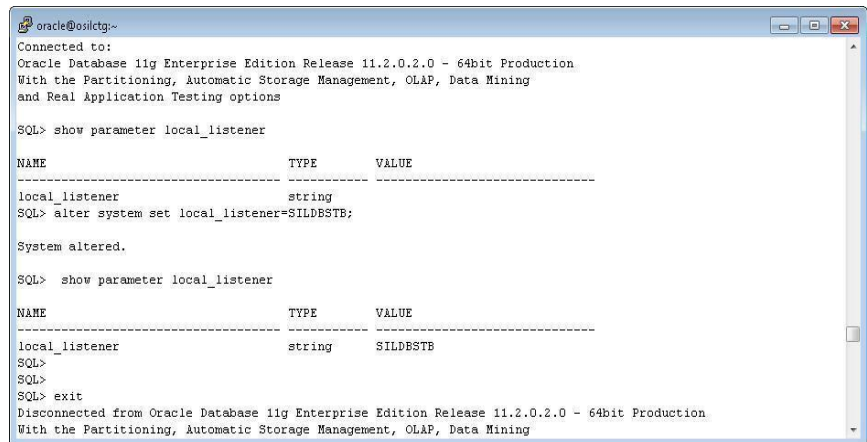 oracle@osilctg:~
Connected to:
Oracle Database 11g Enterprise Edition Release 11.2.0.2.0 - 64bit Production
With the Partitioning, Automatic Storage Management, OLAP, Data Mining
and Real Application Testing options
SQL> show parameter local_listener
NAME TYPE VALUE
------------------------------------ ----------- ------------------------------
local_listener string
SQL> alter system set local_listener=SILDBSTB;
System altered.
SQL>  show parameter local_listener
NAME TYPE VALUE
------------------------------------ ----------- ------------------------------
local_listener string SILDBSTB
SQL>
SQL>
SQL> exit
Disconnected from Oracle Database 11g Enterprise Edition Release 11.2.0.2.0 - 64bit Production
With the Partitioning, Automatic Storage Management, OLAP, Data Mining